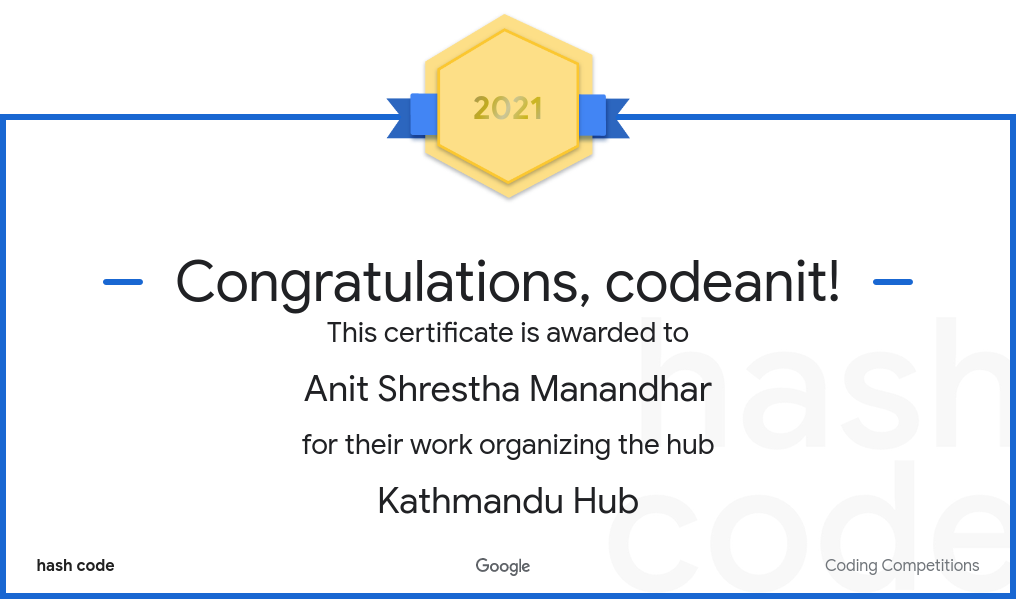 2021
Congratulations, codeanit!
This certificate is awarded to
Anit Shrestha Manandhar
for their work organizing the hub
Kathmandu Hub
hash
code
hash code
Google
Coding Competitions